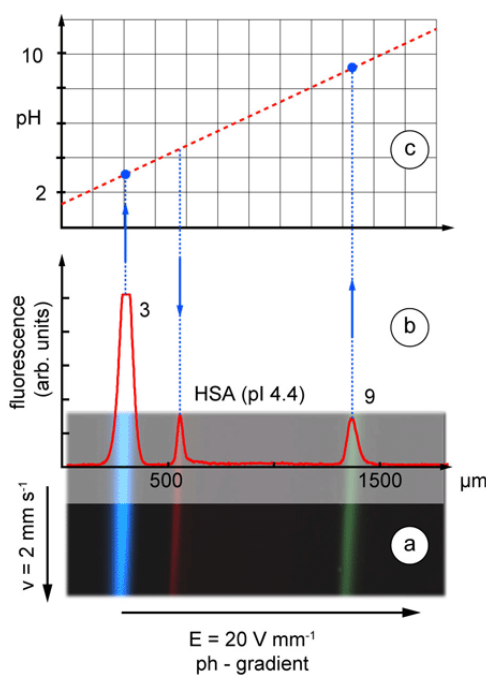 10
pH
2
c
fluorescence
(arb. units)
3
b
HSA (pI 4.4)
9
500
1500
µm
v = 2 mm s⁻¹
a
E = 20 V mm⁻¹
ph - gradient